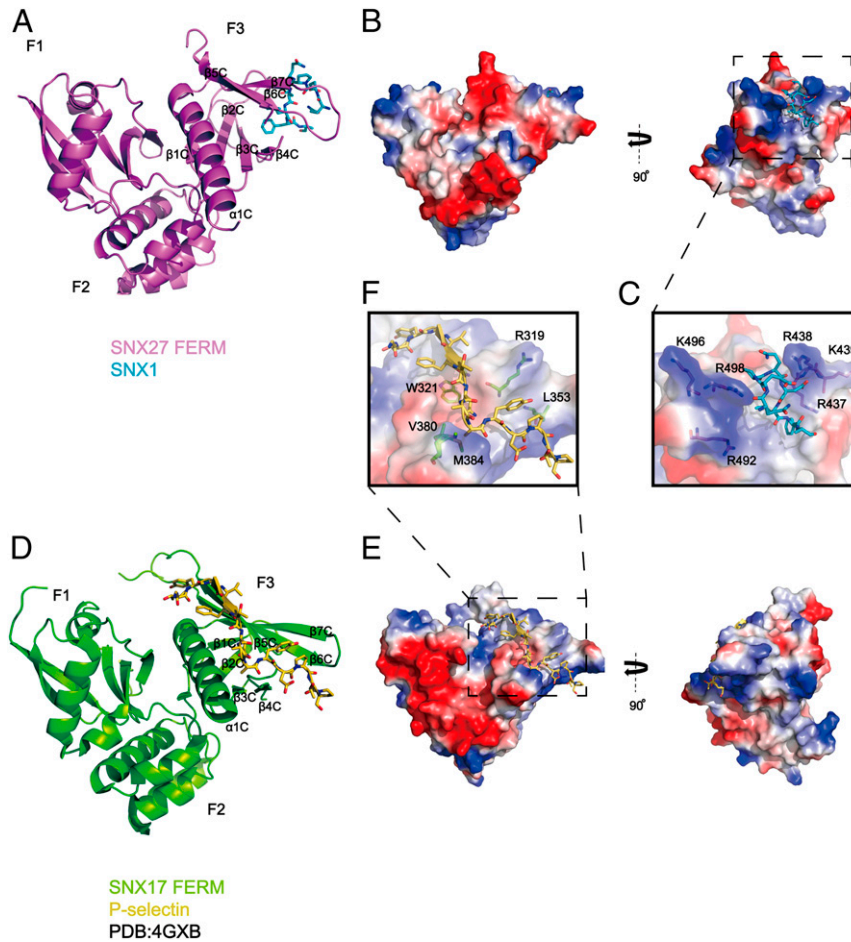 A
F3
F1
β5C
β7C
β6C
β2C
β3C
β4C
β1C
α1C
F2
SNX27 FERM
SNX1
B
90°
F
R319
W321
L353
V380
M384
C
K496
R438
R498
R437
R492
D
F1
F3
β1C
β5C
β7C
β2C
β6C
β3C
β4C
α1C
F2
SNX17 FERM
P-selectin
PDB:4GXB
E
90°